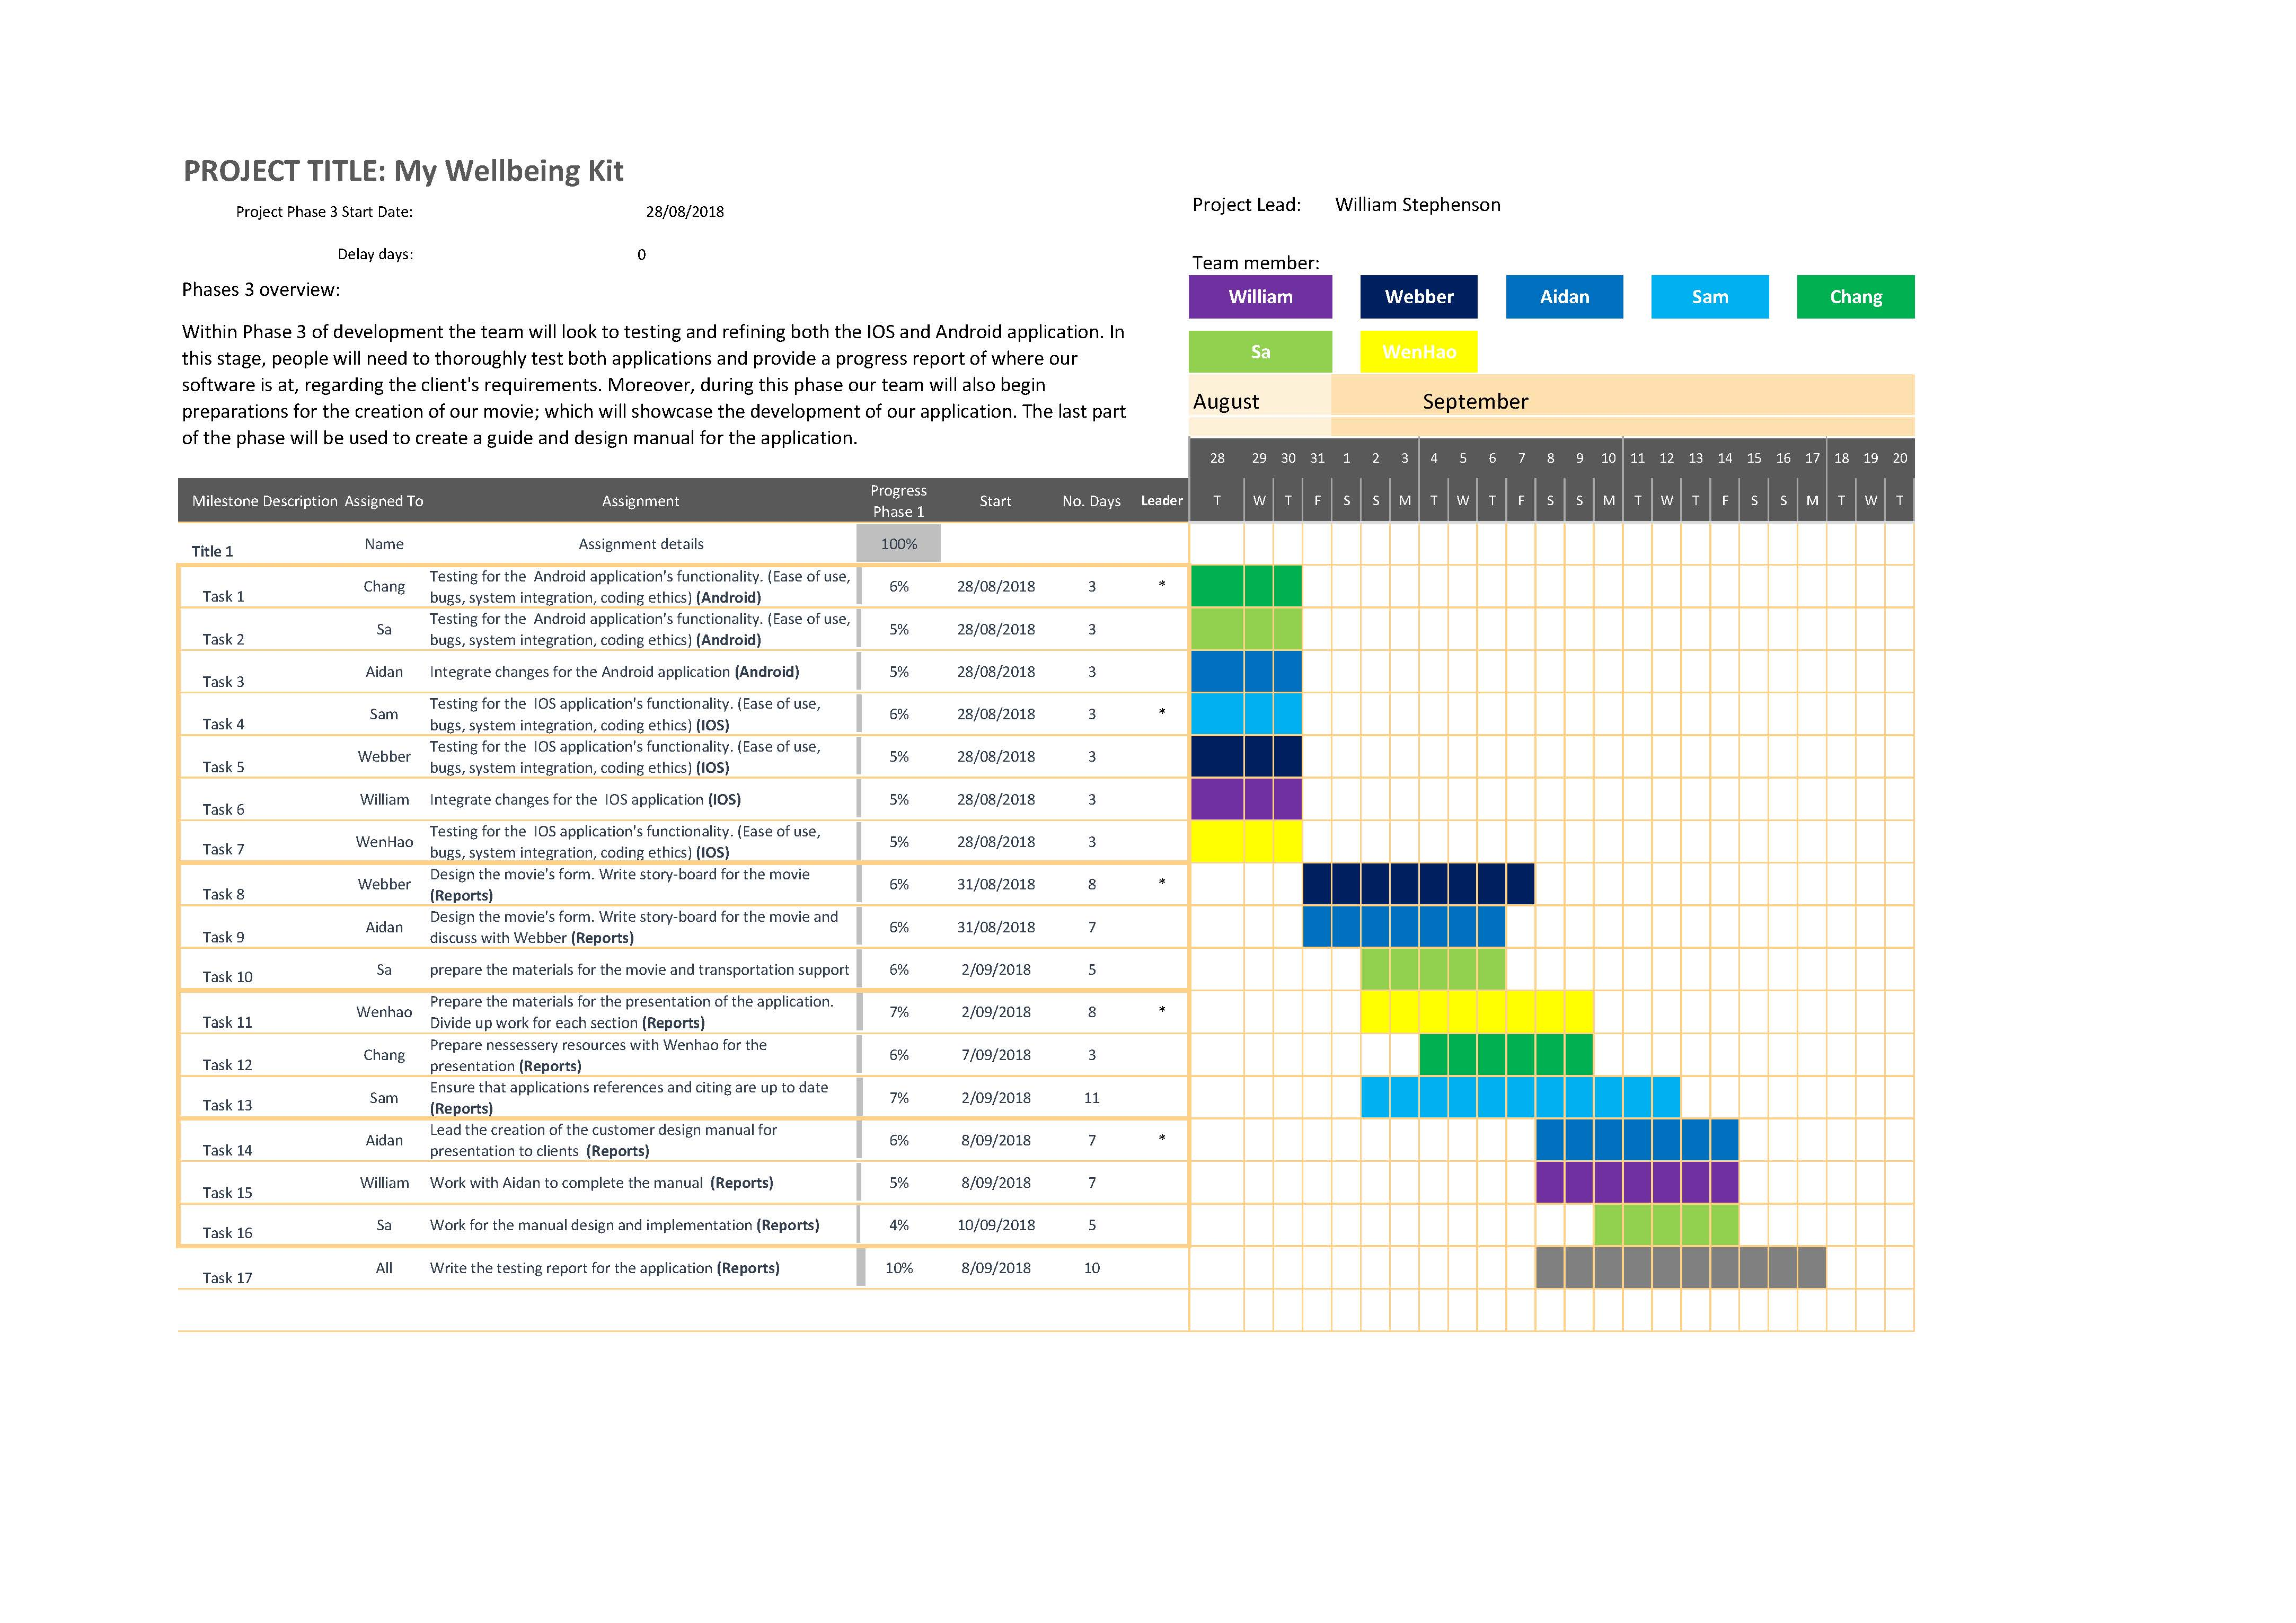 PROJECT TITLE: My Wellbeing Kit
Project Phase 3 Start Date: 28/08/2018
Project Lead: William Stephenson
Delay days: 0
Team member:
Phases 3 overview:
William Webber Aidan Sam Chang
Sa WenHao
Within Phase 3 of development the team will look to testing and refining both the IOS and Android application. In
this stage, people will need to thoroughly test both applications and provide a progress report of where our
software is at, regarding the client's requirements. Moreover, during this phase our team will also begin
preparations for the creation of our movie; which will showcase the development of our application. The last part
of the phase will be used to create a guide and design manual for the application.
August September
28 29 30 31 1 2 3 4 5 6 7 8 9 10 11 12 13 14 15 16 17 18 19 20
Milestone Description Assigned To Assignment Progress Phase 1 Start No. Days Leader T W T F S S M T W T F S S M T W T F S S M T W T
Title 1 Name Assignment details 100%
Task 1 Chang Testing for the Android application's functionality. (Ease of use,
bugs, system integration, coding ethics) (Android) 6% 28/08/2018 3 *
Task 2 Sa Testing for the Android application's functionality. (Ease of use,
bugs, system integration, coding ethics) (Android) 5% 28/08/2018 3
Task 3 Aidan Integrate changes for the Android application (Android) 5% 28/08/2018 3
Task 4 Sam Testing for the IOS application's functionality. (Ease of use,
bugs, system integration, coding ethics) (IOS) 6% 28/08/2018 3 *
Task 5 Webber Testing for the IOS application's functionality. (Ease of use,
bugs, system integration, coding ethics) (IOS) 5% 28/08/2018 3
Task 6 William Integrate changes for the IOS application (IOS) 5% 28/08/2018 3
Task 7 WenHao Testing for the IOS application's functionality. (Ease of use,
bugs, system integration, coding ethics) (IOS) 5% 28/08/2018 3
Task 8 Webber Design the movie's form. Write story-board for the movie
(Reports) 6% 31/08/2018 8 *
Task 9 Aidan Design the movie's form. Write story-board for the movie and
discuss with Webber (Reports) 6% 31/08/2018 7
Task 10 Sa prepare the materials for the movie and transportation support 6% 2/09/2018 5
Task 11 Wenhao Prepare the materials for the presentation of the application.
Divide up work for each section (Reports) 7% 2/09/2018 8 *
Task 12 Chang Prepare nessessery resources with Wenhao for the
presentation (Reports) 6% 7/09/2018 3
Task 13 Sam Ensure that applications references and citing are up to date
(Reports) 7% 2/09/2018 11
Task 14 Aidan Lead the creation of the customer design manual for
presentation to clients (Reports) 6% 8/09/2018 7 *
Task 15 William Work with Aidan to complete the manual (Reports) 5% 8/09/2018 7
Task 16 Sa Work for the manual design and implementation (Reports) 4% 10/09/2018 5
Task 17 All Write the testing report for the application (Reports) 10% 8/09/2018 10